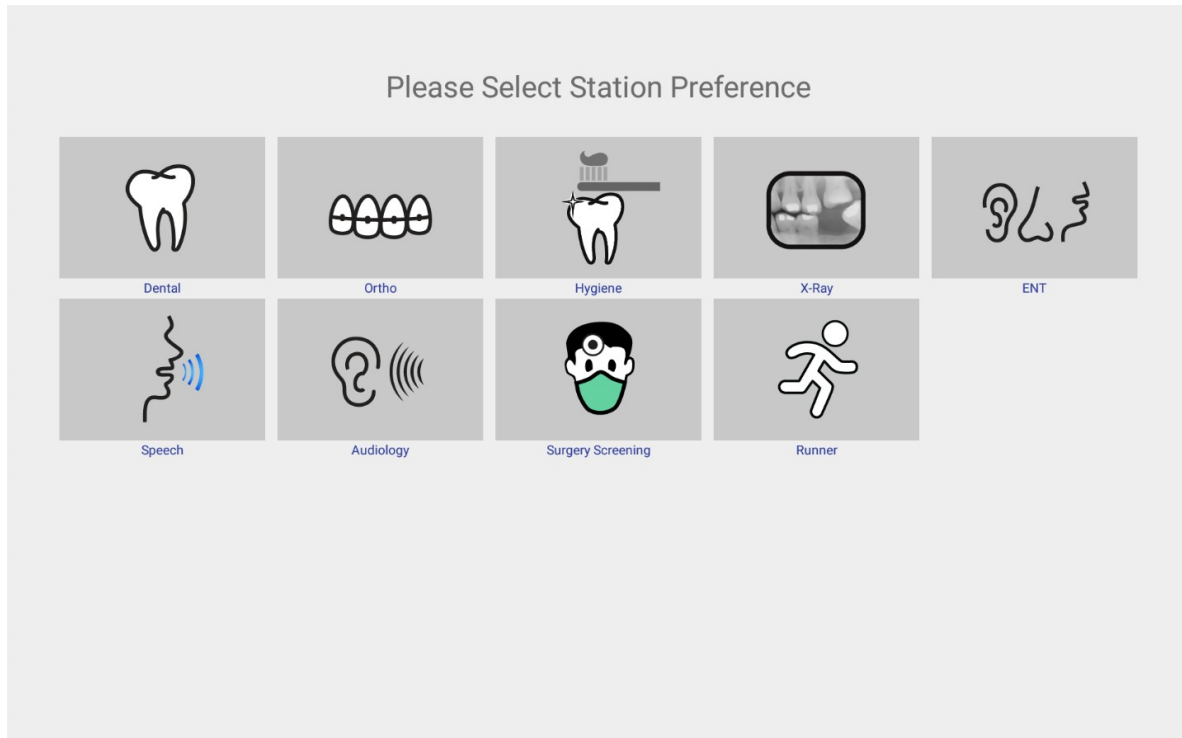 Please Select Station Preference
Dental
Ortho
Hygiene
X-Ray
ENT
Speech
Audiology
Surgery Screening
Runner